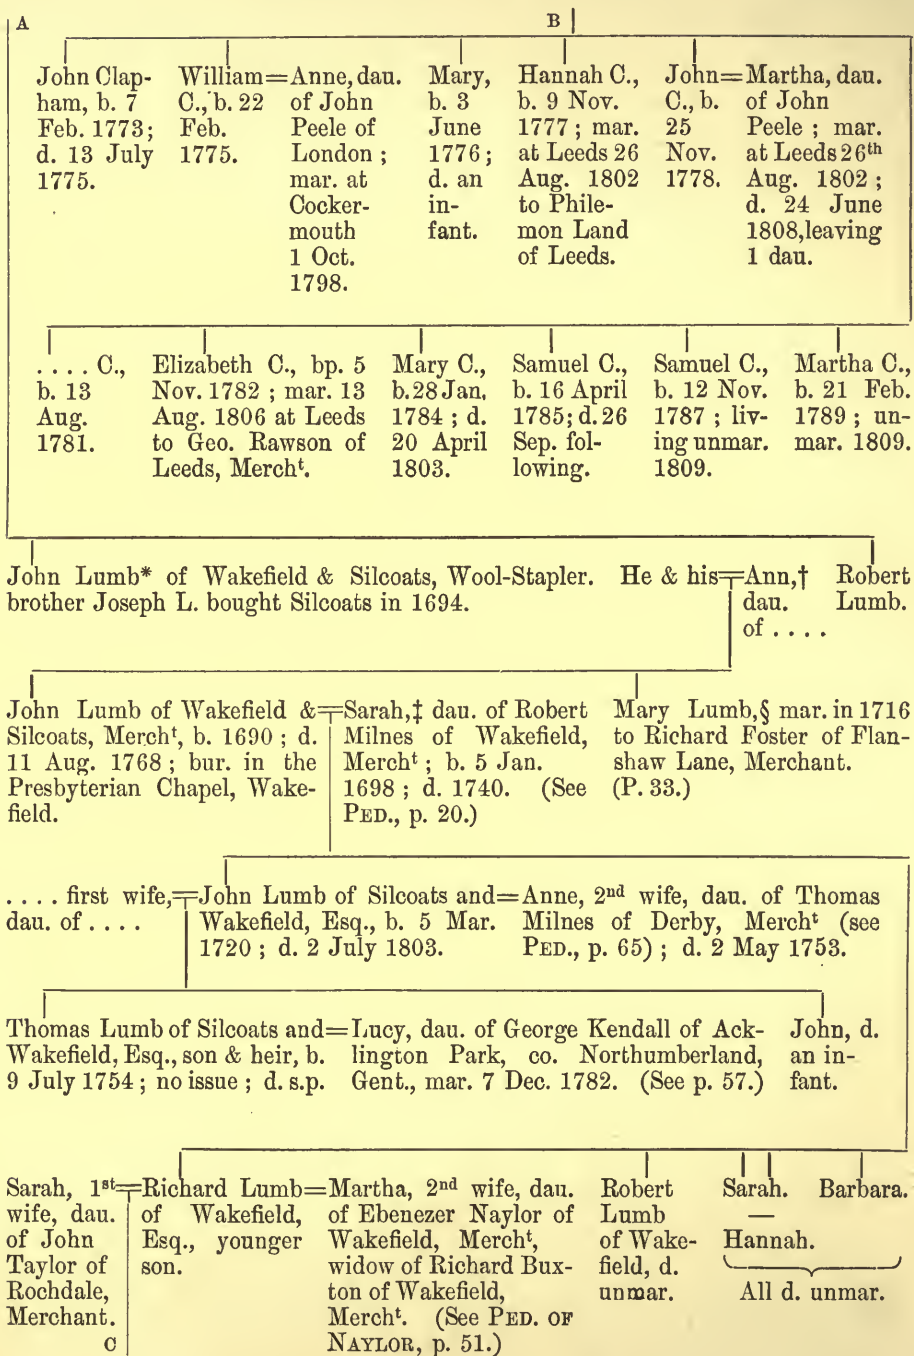 A B
John Clap-
ham, b. 7
Feb. 1773;
d. 13 July
1775.
William=
C., b. 22
Feb.
1775.
Anne, dau.
of John
Peele of
London ;
mar. at
Cocker-
mouth
1 Oct.
1798.
Mary,
b. 3
June
1776;
d. an
in-
fant.
Hannah C.,
b. 9 Nov.
1777 ; mar.
at Leeds 26
Aug. 1802
to Phile-
mon Land
of Leeds.
John=
C., b.
25
Nov.
1778.
Martha, dau.
of John
Peele ; mar.
at Leeds 26th
Aug. 1802 ;
d. 24 June
1808, leaving
1 dau.
. . . . C.,
b. 13
Aug.
1781.
Elizabeth C., bp. 5
Nov. 1782 ; mar. 13
Aug. 1806 at Leeds
to Geo. Rawson of
Leeds, Mercht.
Mary C.,
b. 28 Jan.
1784 ; d.
20 April
1803.
Samuel C.,
b. 16 April
1785; d. 26
Sep. fol-
lowing.
Samuel C.,
b. 12 Nov.
1787 ; liv-
ing unmar.
1809.
Martha C.,
b. 21 Feb.
1789 ; un-
mar. 1809.
John Lumb* of Wakefield & Silcoats, Wool-Stapler. He & his
brother Joseph L. bought Silcoats in 1694.
=Ann,†
dau.
of . . . .
Robert
Lumb.
John Lumb of Wakefield &
Silcoats, Mercht, b. 1690 ; d.
11 Aug. 1768 ; bur. in the
Presbyterian Chapel, Wake-
field.
=Sarah,‡ dau. of Robert
Milnes of Wakefield,
Mercht ; b. 5 Jan.
1698 ; d. 1740. (See
PED., p. 20.)
Mary Lumb,§ mar. in 1716
to Richard Foster of Flan-
shaw Lane, Merchant.
(P. 33.)
. . . . first wife,
dau. of . . . .
=John Lumb of Silcoats and
Wakefield, Esq., b. 5 Mar.
1720 ; d. 2 July 1803.
=Anne, 2nd wife, dau. of Thomas
Milnes of Derby, Mercht (see
PED., p. 65) ; d. 2 May 1753.
Thomas Lumb of Silcoats and
Wakefield, Esq., son & heir, b.
9 July 1754 ; no issue ; d. s.p.
=Lucy, dau. of George Kendall of Ack-
lington Park, co. Northumberland,
Gent., mar. 7 Dec. 1782. (See p. 57.)
John, d.
an in-
fant.
Sarah, 1st
wife, dau.
of John
Taylor of
Rochdale,
Merchant.
C
=Richard Lumb
of Wakefield,
Esq., younger
son.
=Martha, 2nd wife, dau.
of Ebenezer Naylor of
Wakefield, Mercht,
widow of Richard Bux-
ton of Wakefield,
Mercht. (See PED. OF
NAYLOR, p. 51.)
Robert
Lumb
of Wake-
field, d.
unmar.
Sarah.
—
Hannah.
Barbara.
All d. unmar.